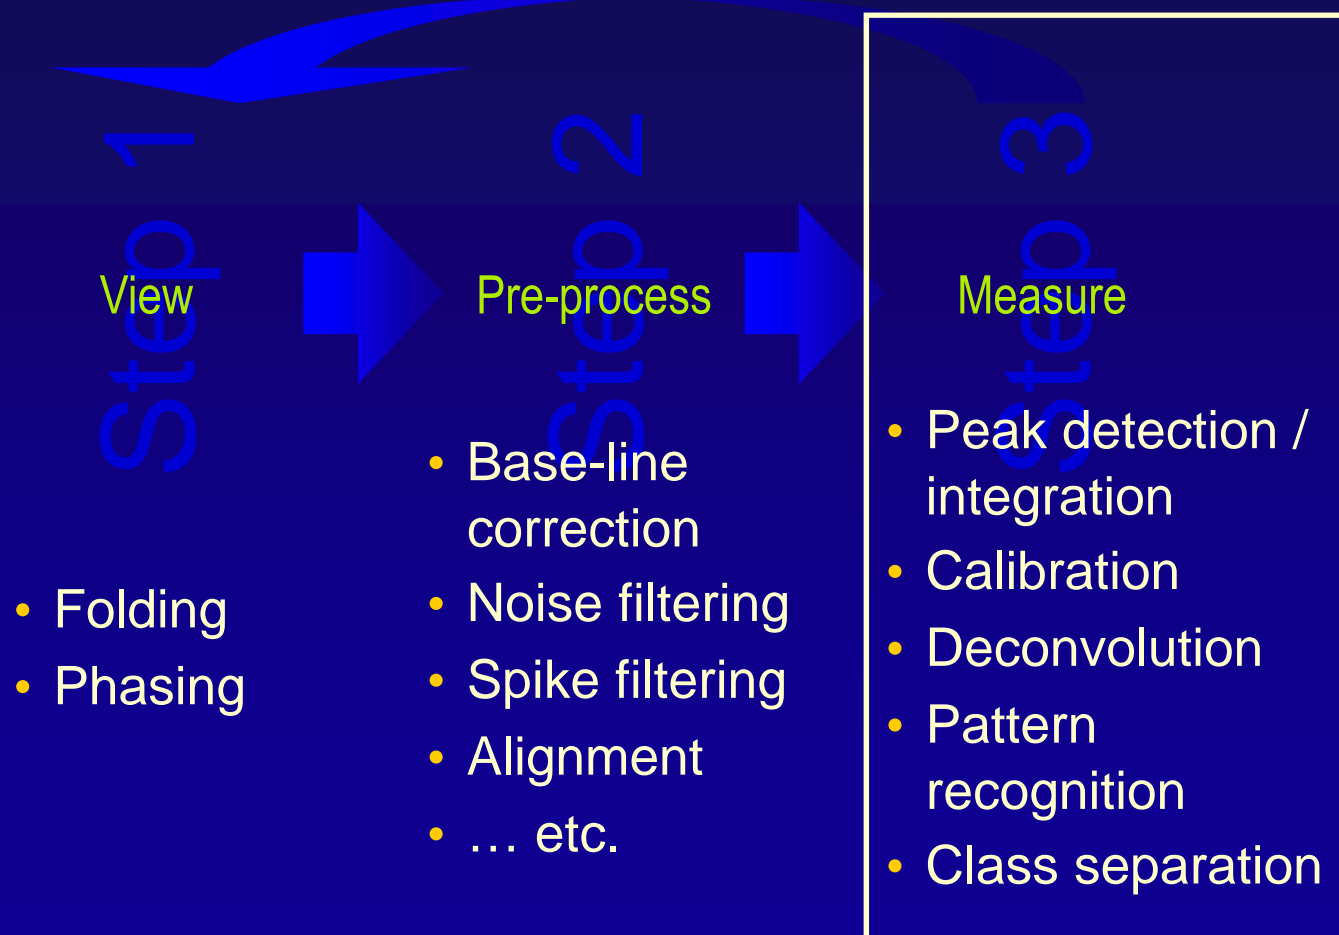 Step 1
View
• Folding
• Phasing
Step 2
Pre-process
• Base-line
correction
• Noise filtering
• Spike filtering
• Alignment
• … etc.
Step 3
Measure
• Peak detection /
integration
• Calibration
• Deconvolution
• Pattern
recognition
• Class separation